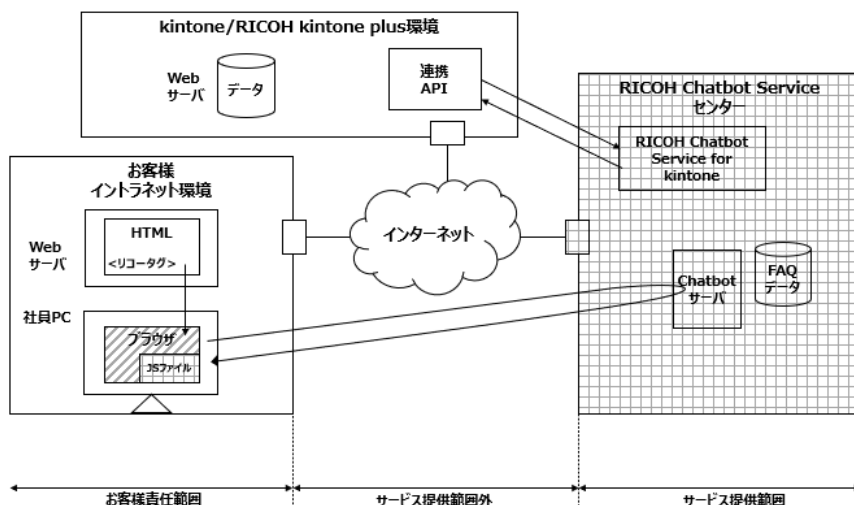 kintone/RICOH kintone plus環境
Web
サーバ
データ
連携
API
RICOH Chatbot Service
センター
RICOH Chatbot
Service for
kintone
お客様
イントラネット環境
HTML
Web
サーバ
<リコータグ>
インターネット
Chatbot
サーバ
FAQ
データ
社員PC
ブラウザ
JSファイル
お客様責任範囲
サービス提供範囲外
サービス提供範囲